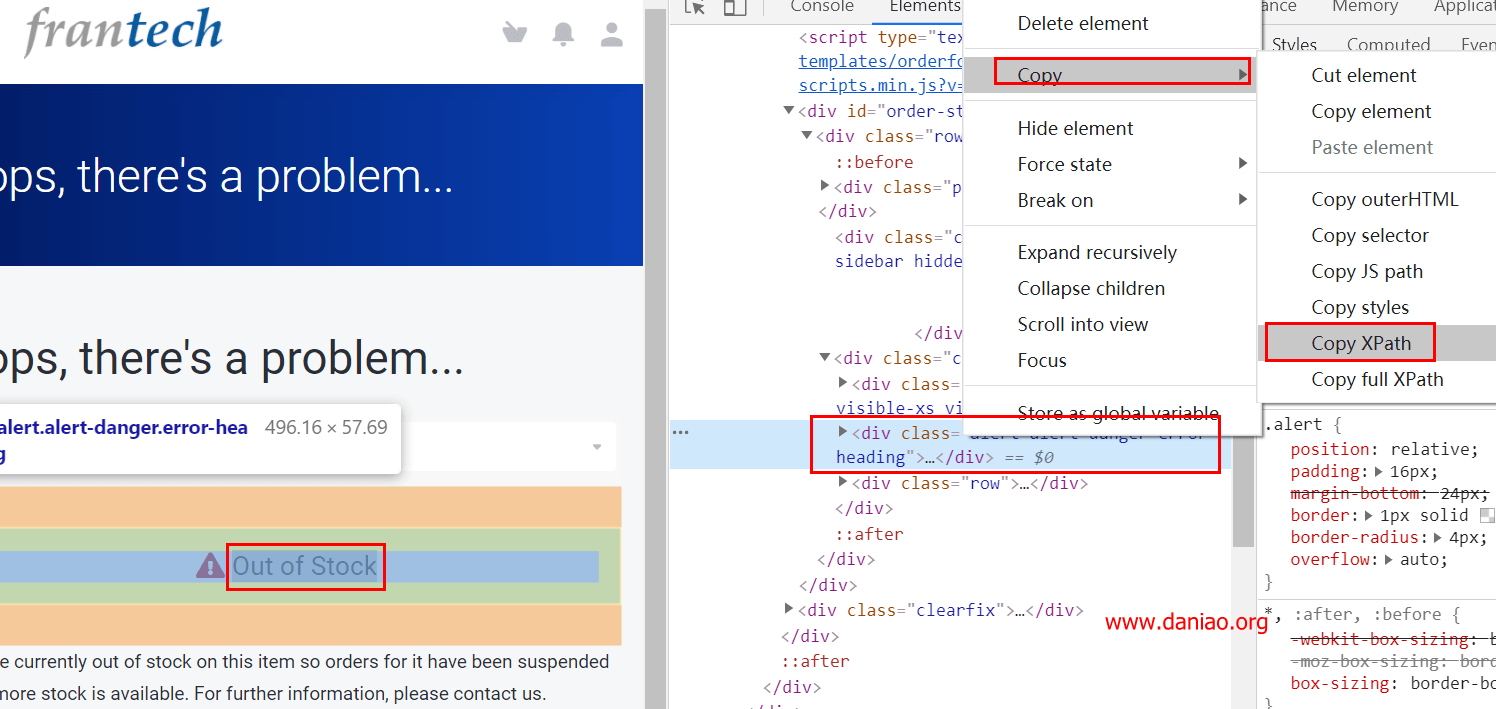 frantech
ops, there's a problem...
ops, there's a problem...
alert.alert-danger.error-hea 496.16 × 57.69
g
Out of Stock
e currently out of stock on this item so orders for it have been suspended
more stock is available. For further information, please contact us.
Console Elements ance Memory Applicat
<script type="tex
templates/orderfo
scripts.min.js?v=
<div id="order-st
<div class="row
::before
<div class="p
</div>
<div class="c
sidebar hidde
</div
<div class="c
<div class=
visible-xs vi
<div class="alert alert-danger error-
heading">…</div> == $0
<div class="row">…</div>
</div>
::after
</div>
</div>
<div class="clearfix">…</div>
</div>
::after
</div>
</div>
Delete element
Copy
Hide element
Force state
Break on
Expand recursively
Collapse children
Scroll into view
Focus
Store as global variable
Cut element
Copy element
Paste element
Copy outerHTML
Copy selector
Copy JS path
Copy styles
Copy XPath
Copy full XPath
Styles Computed Even
.alert {
position: relative;
padding: 16px;
margin-bottom: 24px;
border: 1px solid
border-radius: 4px;
overflow: auto;
}
*, :after, :before {
-webkit-box-sizing: b
-moz-box-sizing: bord
box-sizing: border-bo
}
www.daniao.org